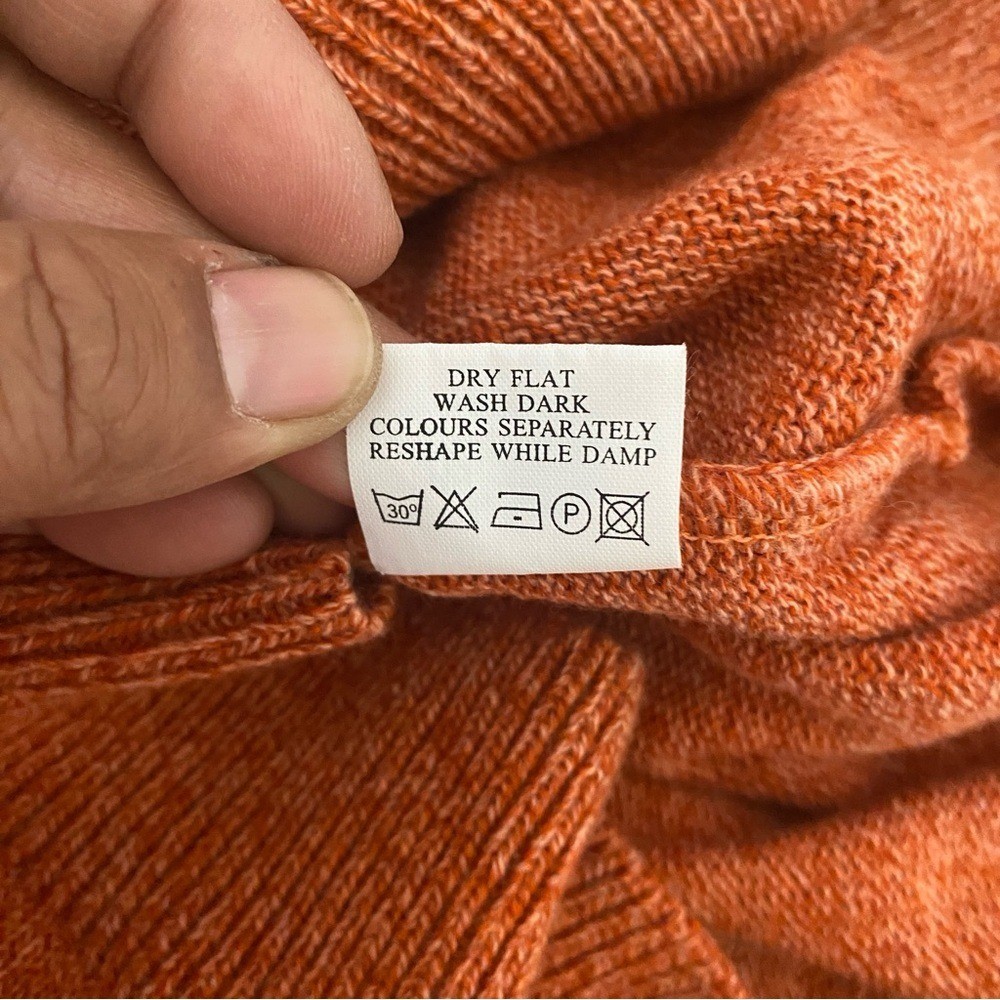 DRY FLAT
WASH DARK
COLOURS SEPARATELY
RESHAPE WHILE DAMP
30° P